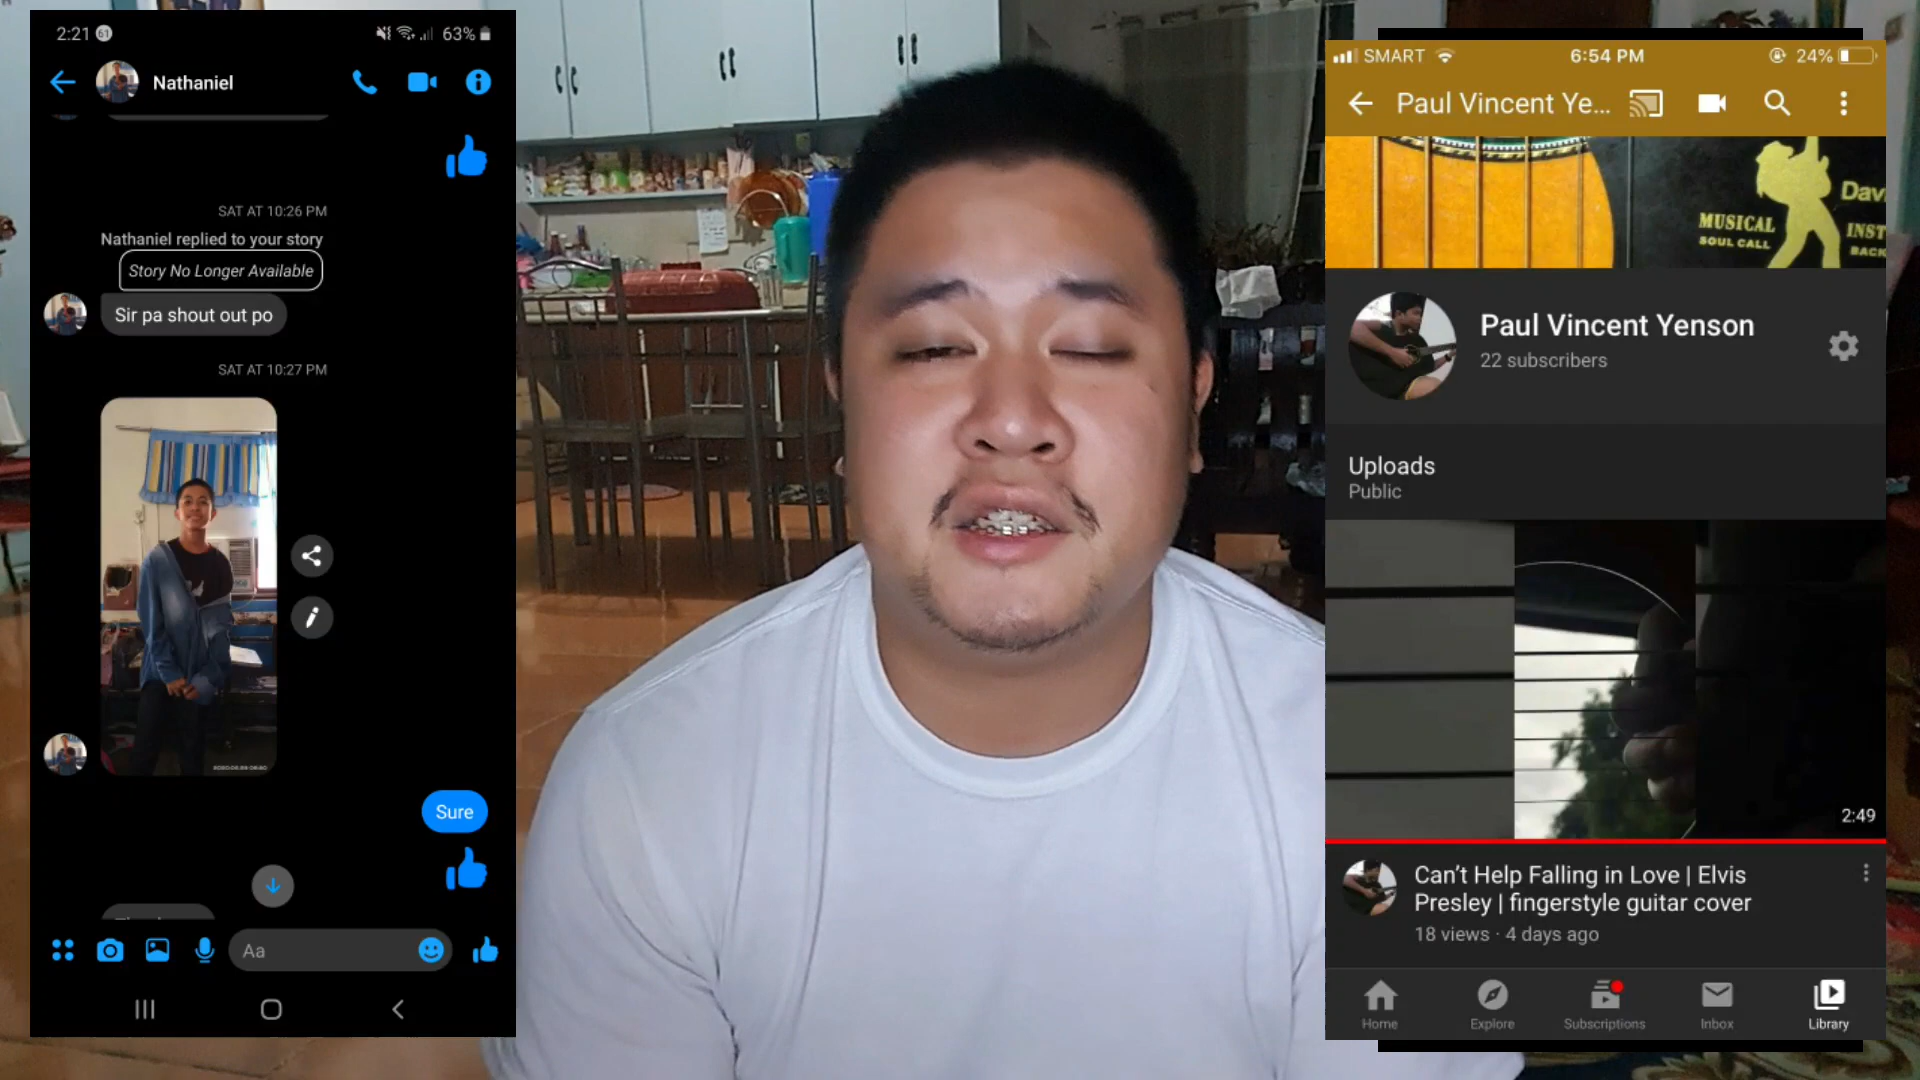 2:21
61
63%
Nathaniel
SAT AT 10:26 PM
Nathaniel replied to your story
Story No Longer Available
Sir pa shout out po
SAT AT 10:27 PM
Sure
Aa
SMART
6:54 PM
24%
Paul Vincent Ye...
MUSICAL
SOUL CALL
Paul Vincent Yenson
22 subscribers
Uploads
Public
2:49
Can't Help Falling in Love | Elvis
Presley | fingerstyle guitar cover
18 views · 4 days ago
Home
Explore
Subscriptions
Inbox
Library